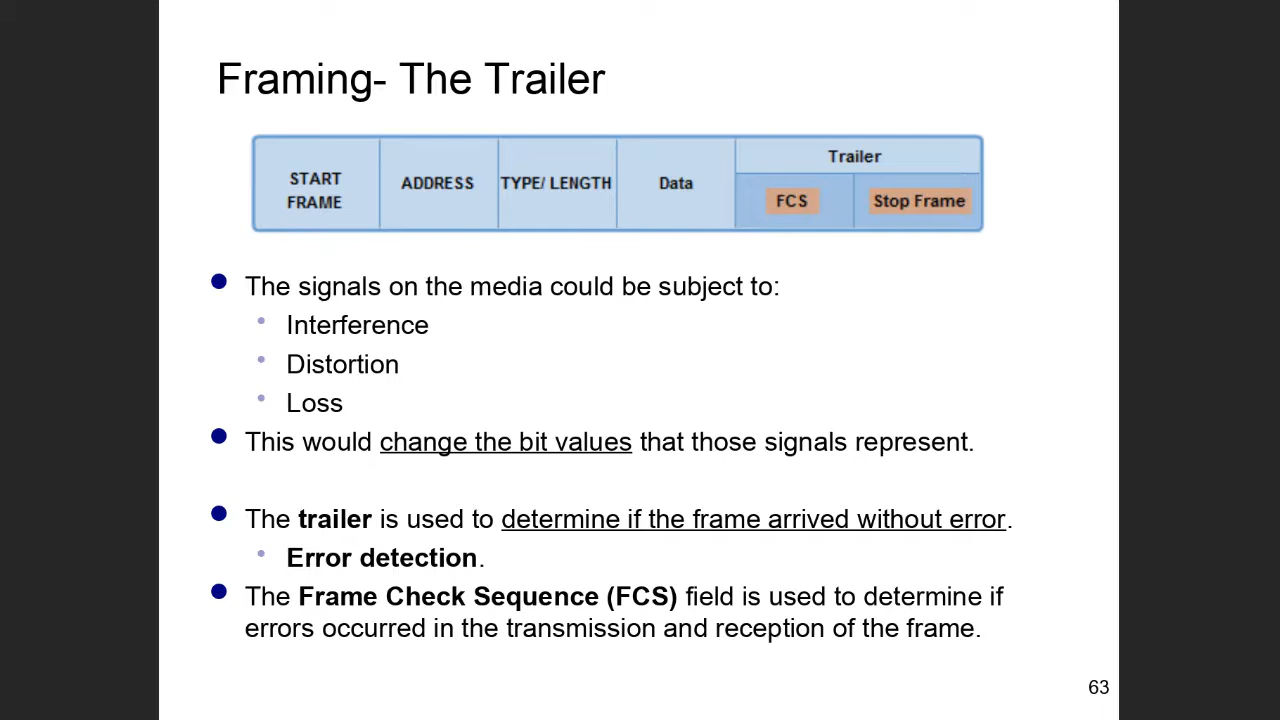 Framing- The Trailer
START
FRAME
ADDRESS
TYPE/ LENGTH
Data
Trailer
FCS
Stop Frame
The signals on the media could be subject to:
Interference
Distortion
Loss
This would change the bit values that those signals represent.
The trailer is used to determine if the frame arrived without error.
Error detection.
The Frame Check Sequence (FCS) field is used to determine if
errors occurred in the transmission and reception of the frame.
63